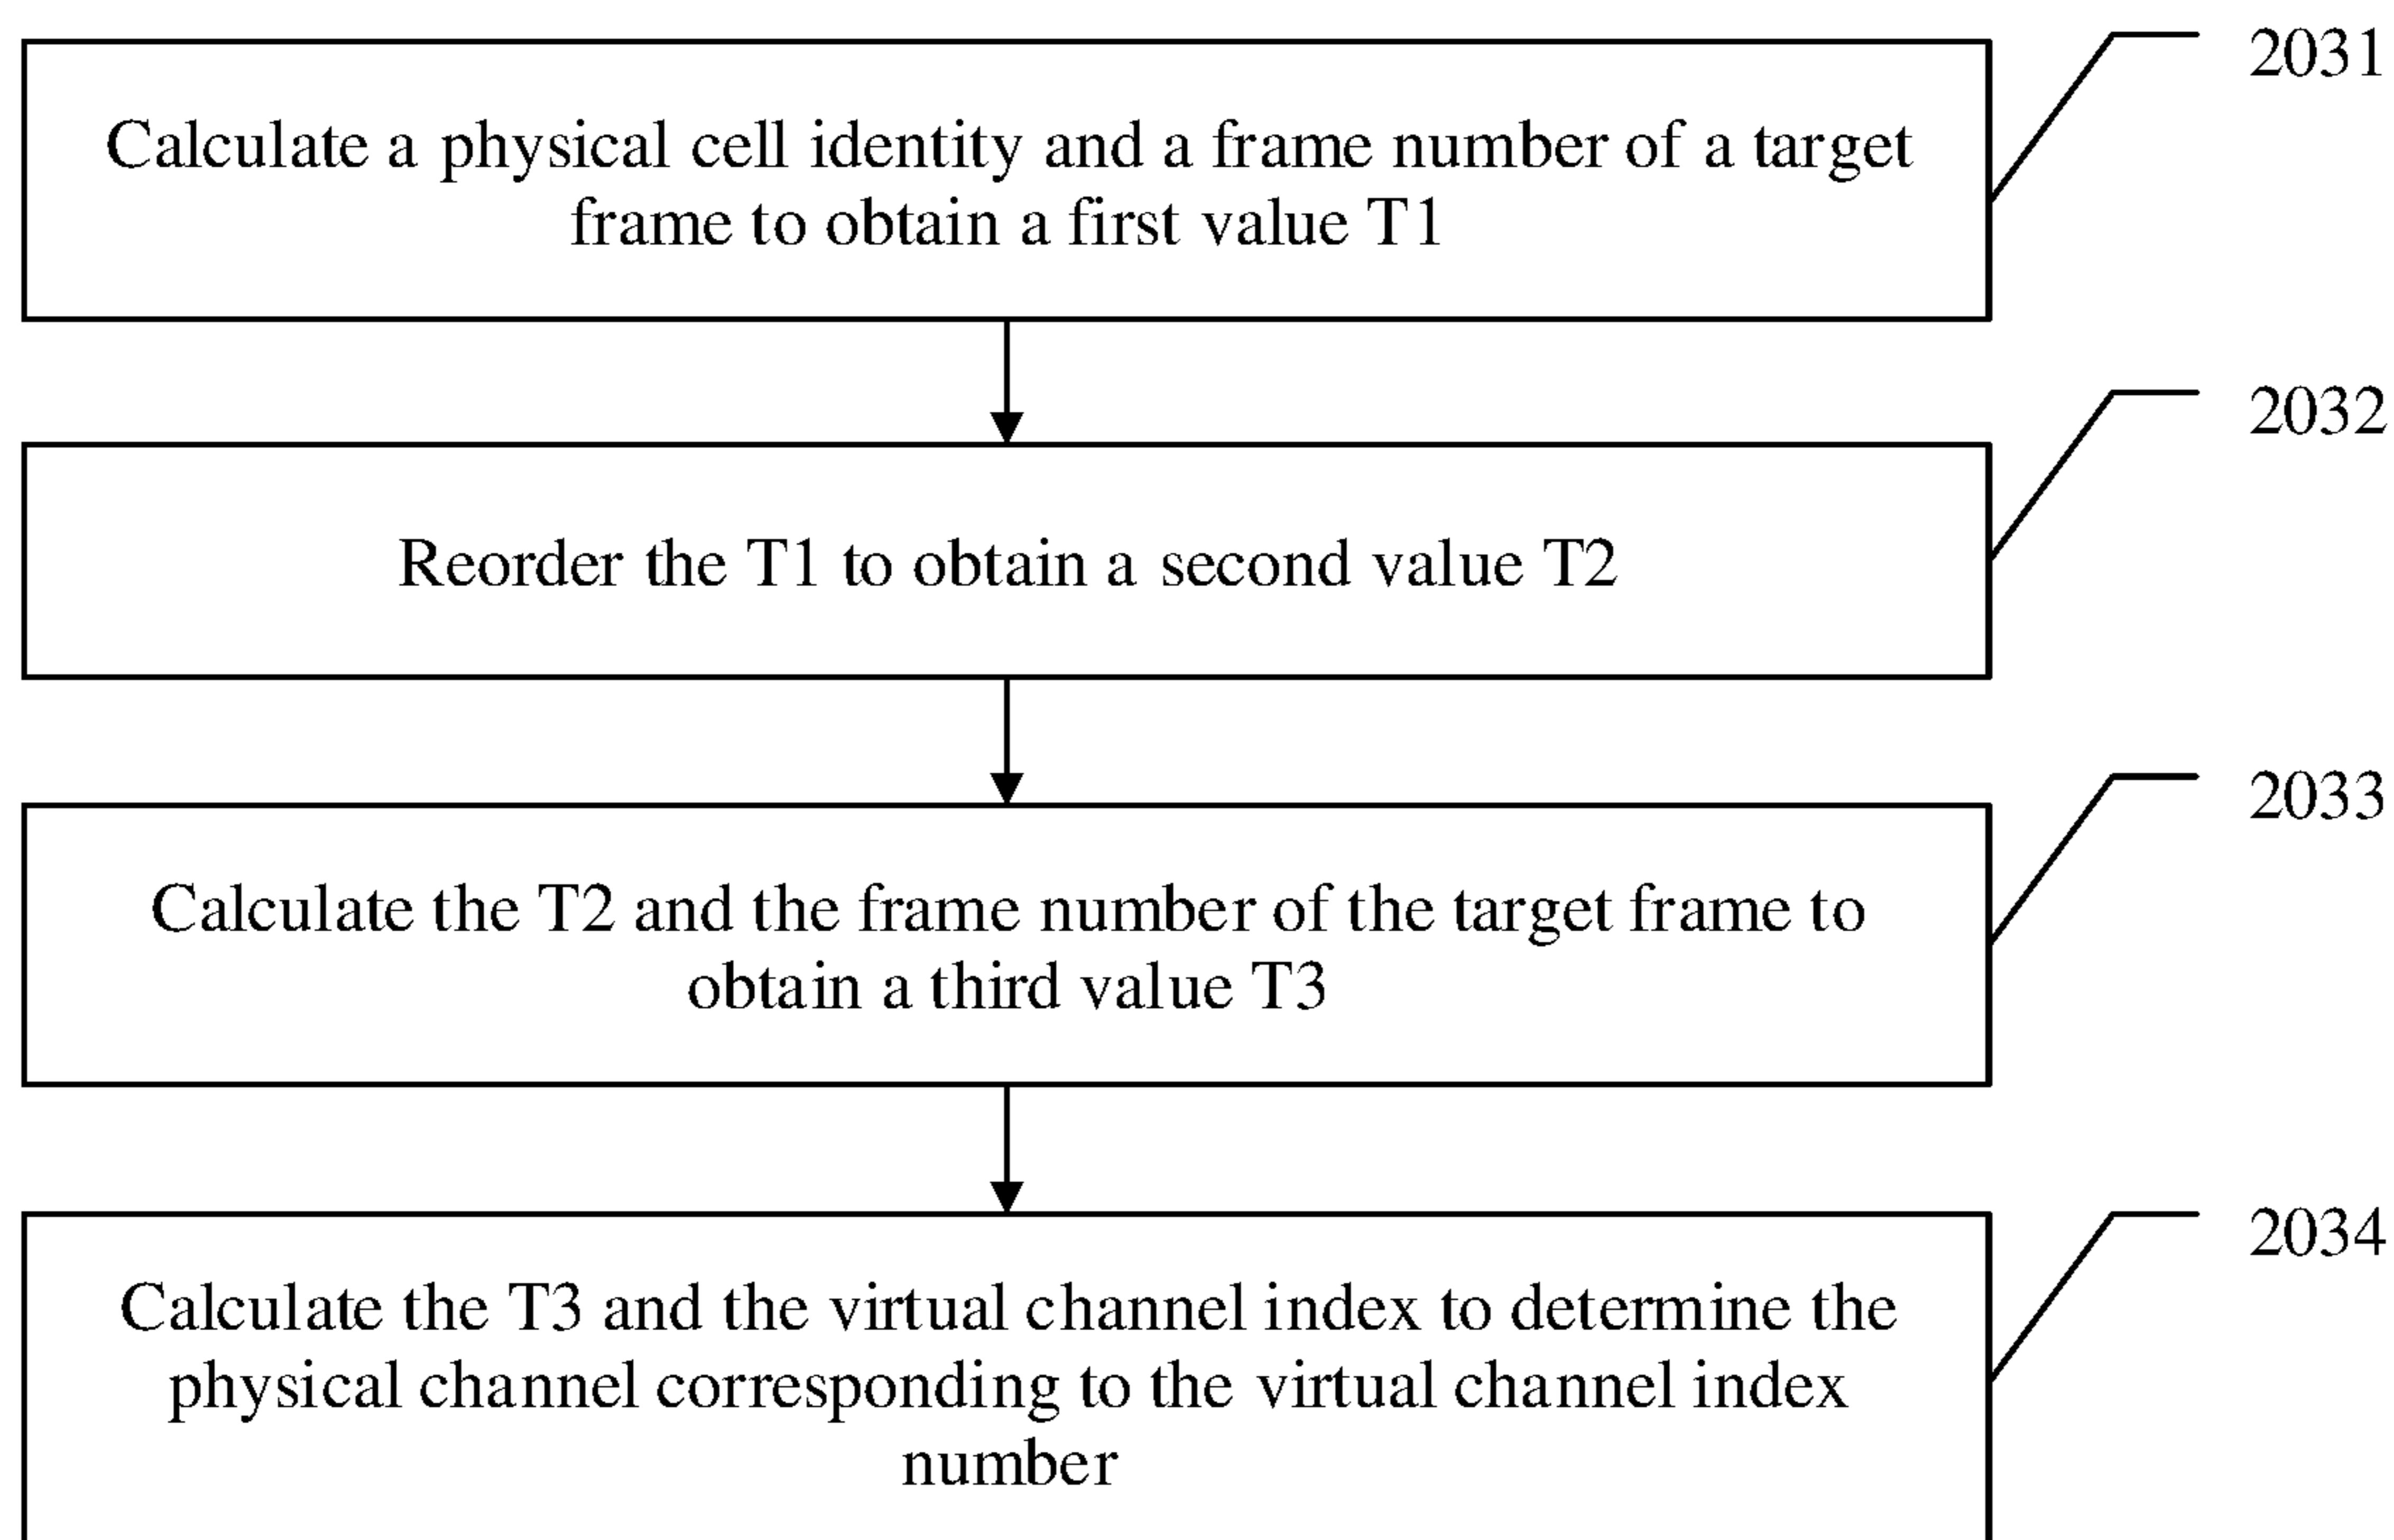 2031
Calculate a physical cell identity and a frame number of a target
frame to obtain a first value T1
2032
Reorder the T1 to obtain a second value T2
2033
Calculate the T2 and the frame number of the target frame to
obtain a third value T3
2034
Calculate the T3 and the virtual channel index to determine the
physical channel corresponding to the virtual channel index
number